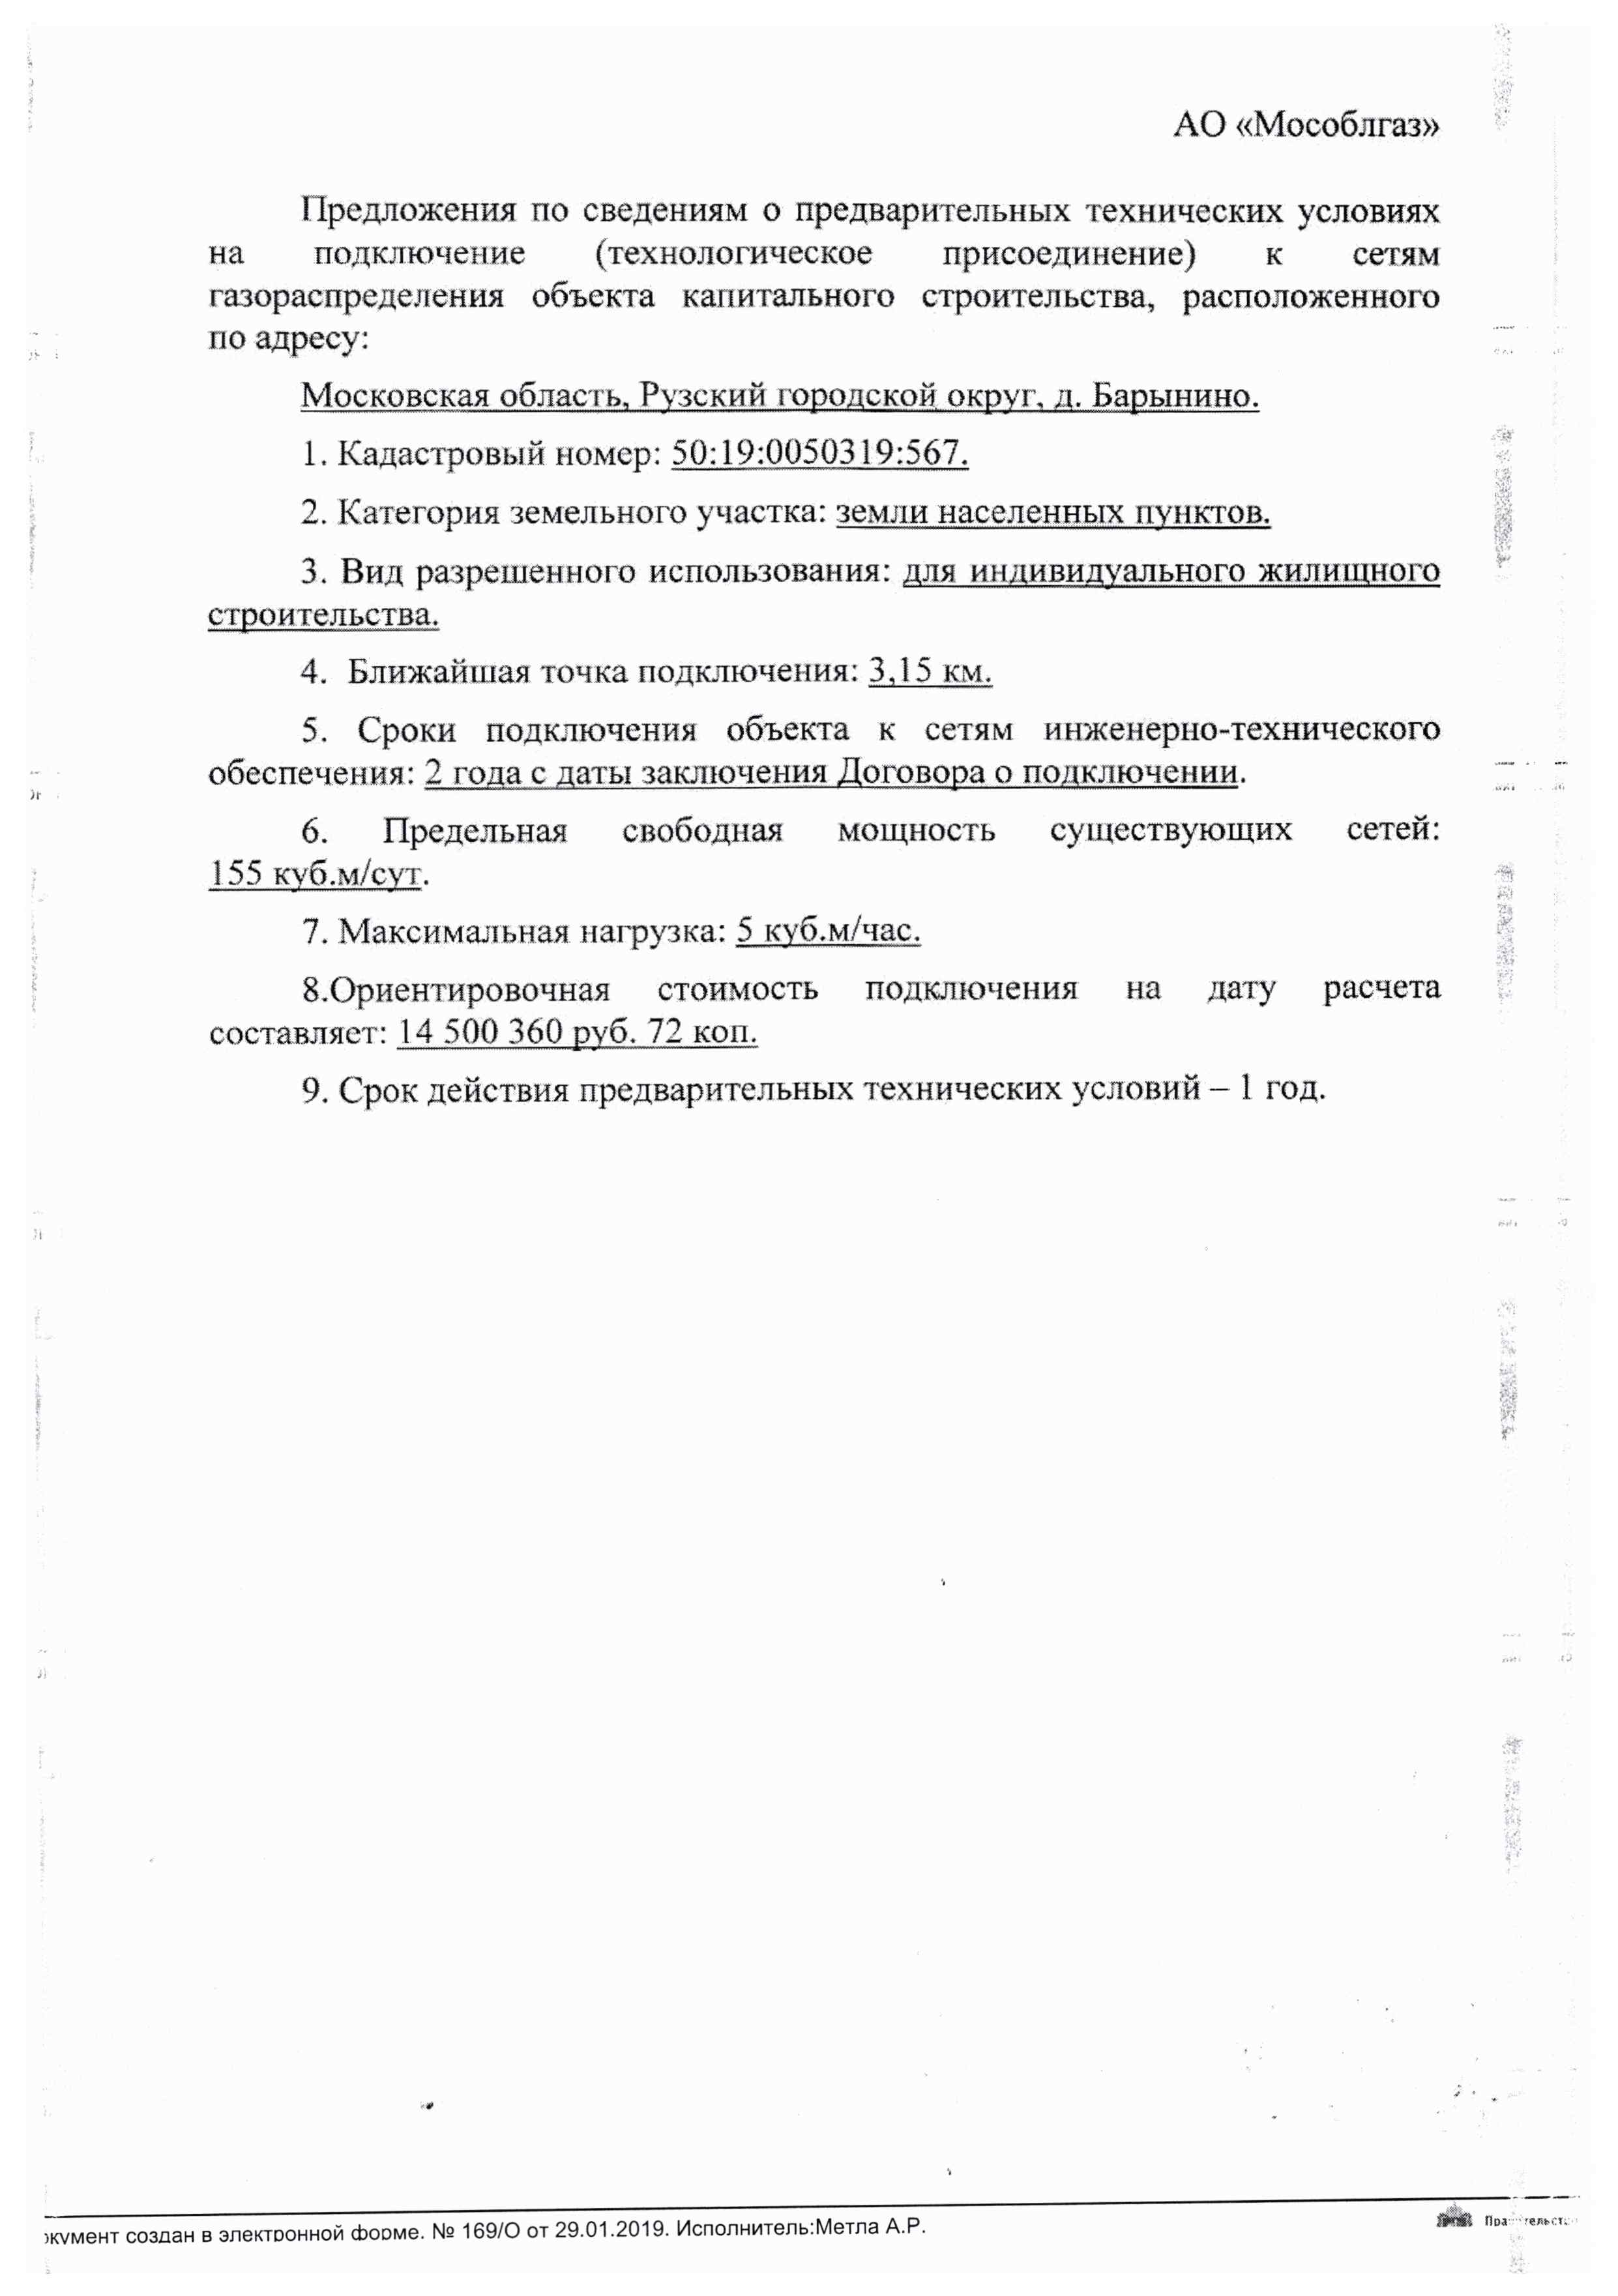 АО «Мособлгаз»
Предложения по сведениям о предварительных технических условиях
на подключение (технологическое присоединение) к сетям
газораспределения объекта капитального строительства, расположенного
по адресу:
Московская область, Рузский городской округ, д. Барынино.
1. Кадастровый номер: 50:19:0050319:567.
2. Категория земельного участка: земли населенных пунктов.
3. Вид разрешенного использования: для индивидуального жилищного
строительства.
4. Ближайшая точка подключения: 3,15 км.
5. Сроки подключения объекта к сетям инженерно-технического
обеспечения: 2 года с даты заключения Договора о подключении.
6. Предельная свободная мощность существующих сетей:
155 куб.м/сут.
7. Максимальная нагрузка: 5 куб.м/час.
8.Ориентировочная стоимость подключения на дату расчета
составляет: 14 500 360 руб. 72 коп.
9. Срок действия предварительных технических условий – 1 год.
окумент создан в электронной форме. № 169/О от 29.01.2019. Исполнитель:Метла А.Р.